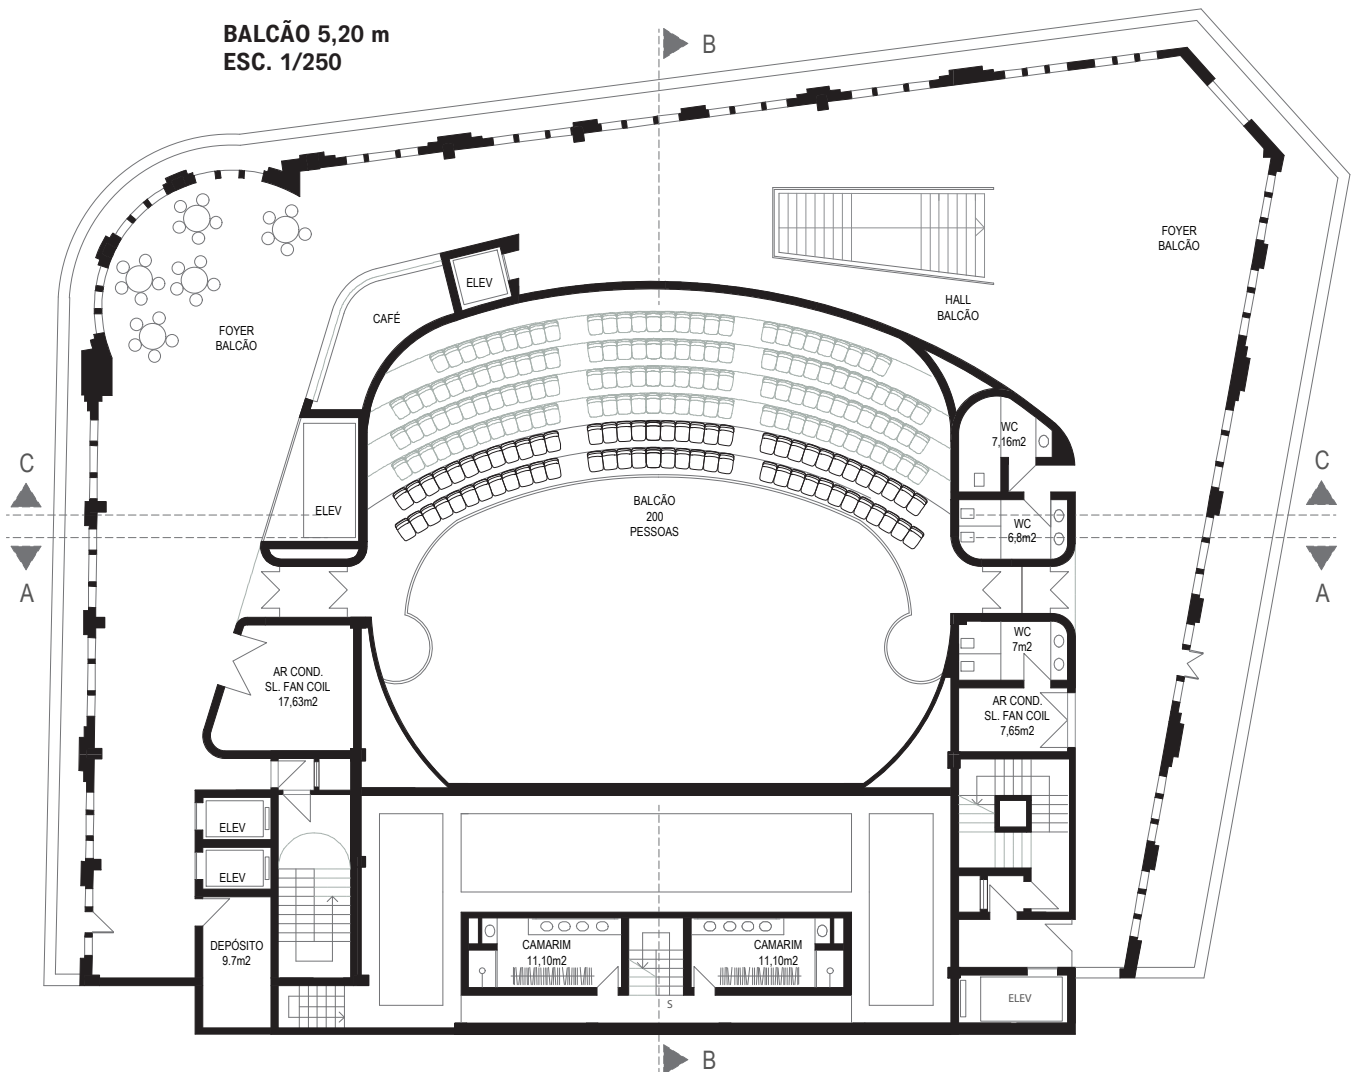 BALCÃO 5,20 m
ESC. 1/250
B
FOYER
BALCÃO
ELEV
HALL
BALCÃO
CAFÉ
FOYER
BALCÃO
WC
7,16m2
C
C
ELEV
BALCÃO
200
PESSOAS
WC
6,8m2
A
A
WC
7m2
AR COND.
SL. FAN COIL
17,63m2
AR COND.
SL. FAN COIL
7,65m2
ELEV
ELEV
DEPÓSITO
9.7m2
CAMARIM
11,10m2
CAMARIM
11,10m2
S
ELEV
B